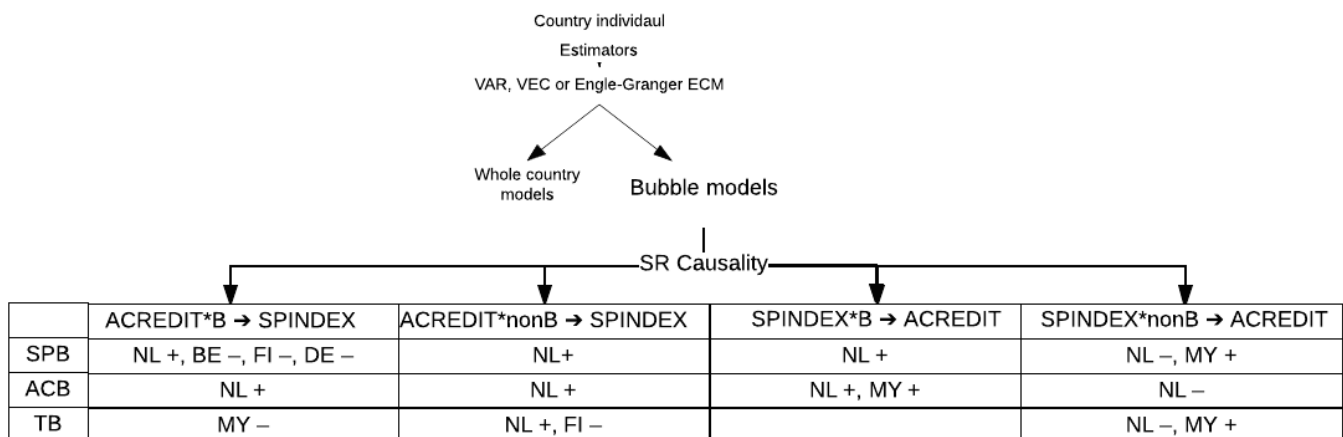 Country individaul
Estimators
VAR, VEC or Engle-Granger ECM
Whole country
models
Bubble models
SR Causality
ACREDIT*B ➔ SPINDEX ACREDIT*nonB ➔ SPINDEX SPINDEX*B ➔ ACREDIT SPINDEX*nonB ➔ ACREDIT
SPB NL +, BE –, FI –, DE – NL+ NL + NL –, MY +
ACB NL + NL + NL +, MY + NL –
TB MY – NL +, FI – NL –, MY +